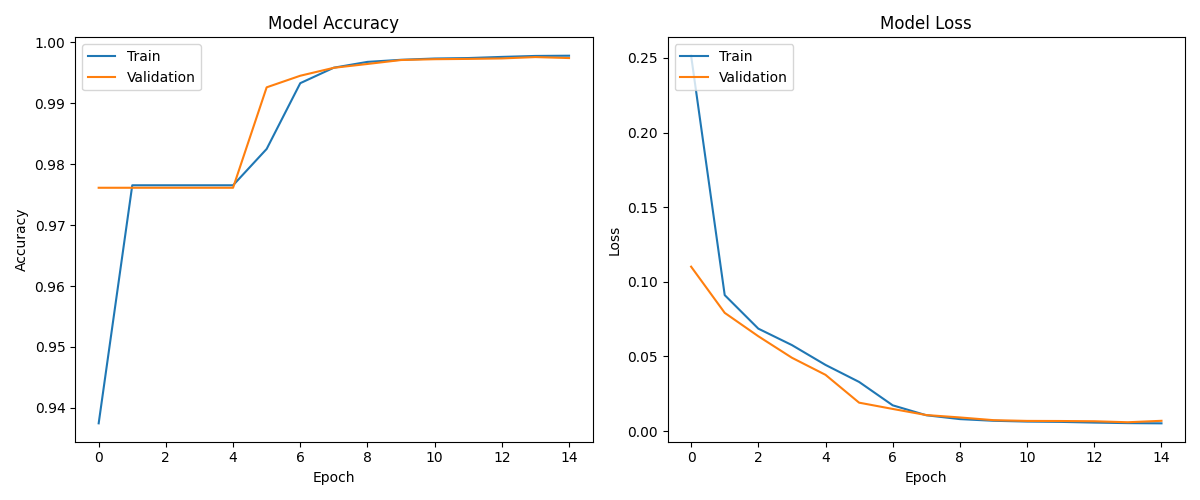 Model Accuracy
Train
Validation
1.00
0.99
0.98
0.97
0.96
0.95
0.94
Accuracy
0 2 4 6 8 10 12 14
Epoch
Model Loss
Train
Validation
0.25
0.20
0.15
0.10
0.05
0.00
Loss
0 2 4 6 8 10 12 14
Epoch